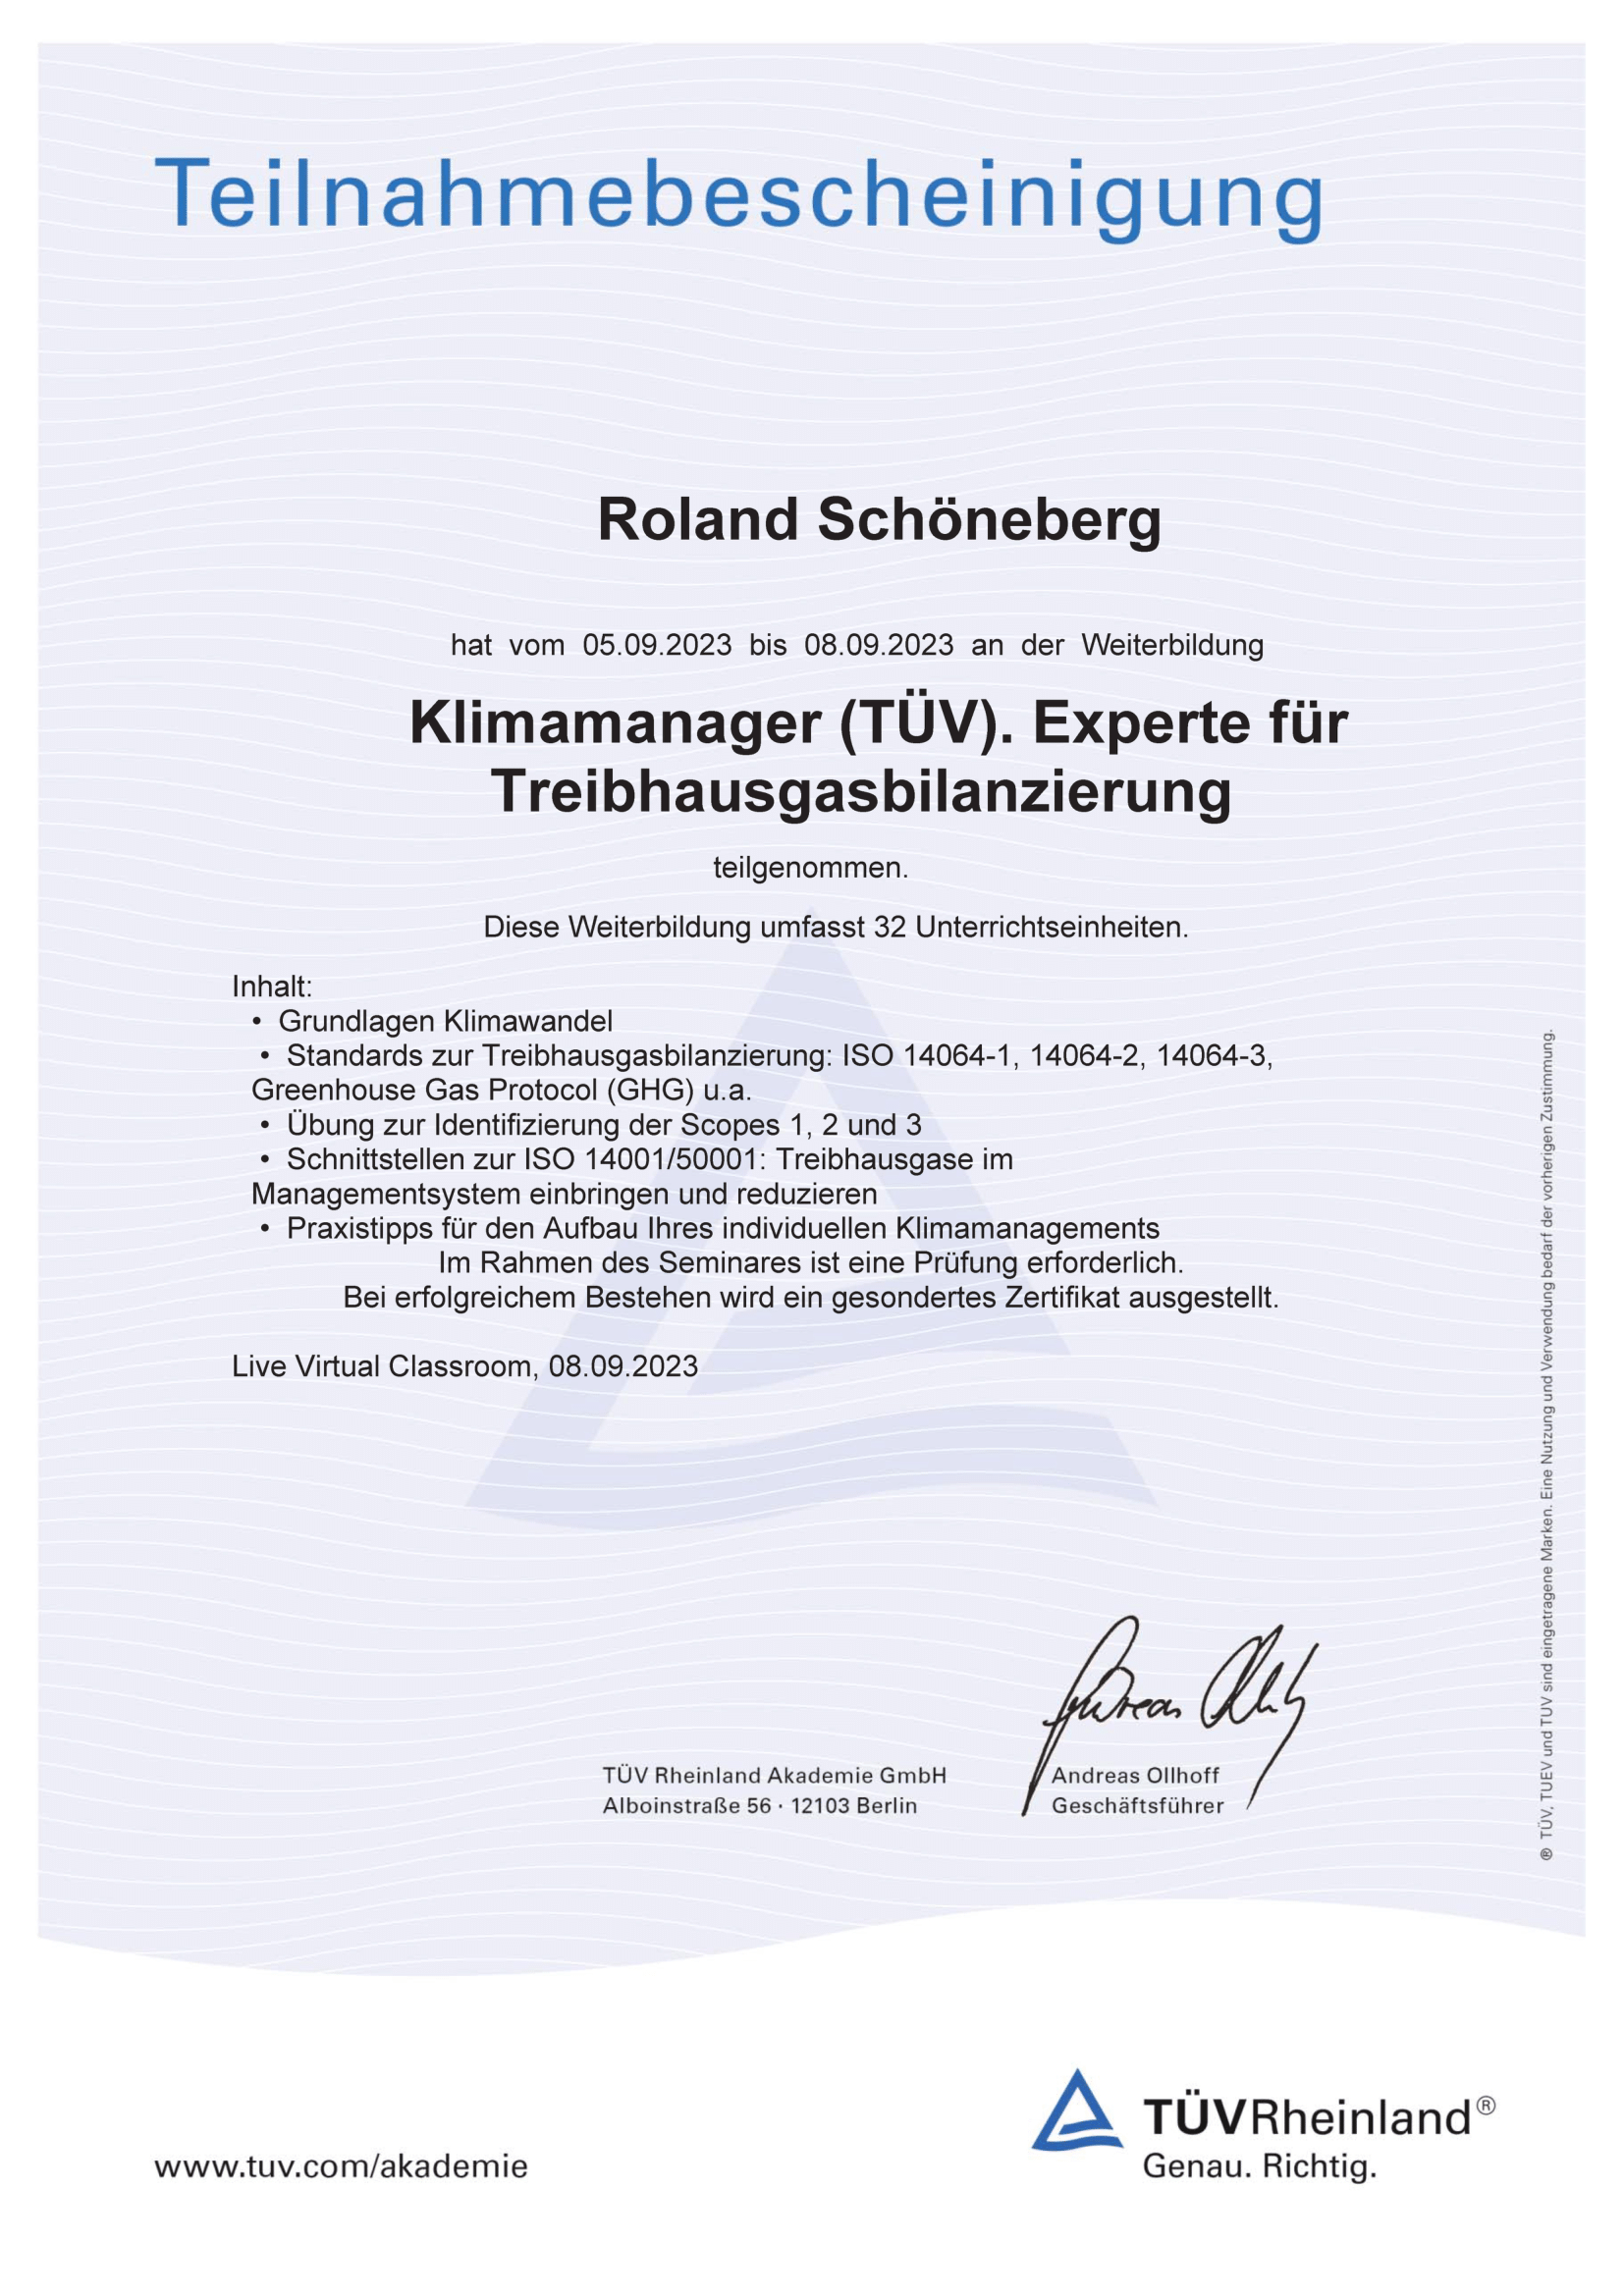 Teilnahmebescheinigung
Roland Schöneberg
hat vom 05.09.2023 bis 08.09.2023 an der Weiterbildung
Klimamanager (TÜV). Experte für
Treibhausgasbilanzierung
teilgenommen.
Diese Weiterbildung umfasst 32 Unterrichtseinheiten.
Inhalt:
• Grundlagen Klimawandel
• Standards zur Treibhausgasbilanzierung: ISO 14064-1, 14064-2, 14064-3,
Greenhouse Gas Protocol (GHG) u.a.
• Übung zur Identifizierung der Scopes 1, 2 und 3
• Schnittstellen zur ISO 14001/50001: Treibhausgase im
Managementsystem einbringen und reduzieren
• Praxistipps für den Aufbau Ihres individuellen Klimamanagements
Im Rahmen des Seminares ist eine Prüfung erforderlich.
Bei erfolgreichem Bestehen wird ein gesondertes Zertifikat ausgestellt.
Live Virtual Classroom, 08.09.2023
TÜV Rheinland Akademie GmbH
Alboinstraße 56 · 12103 Berlin
Andreas Ollhoff
Geschäftsführer
® TÜV, TUEV und TUV sind eingetragene Marken. Eine Nutzung und Verwendung bedarf der vorherigen Zustimmung.
www.tuv.com/akademie
TÜVRheinland®
Genau. Richtig.